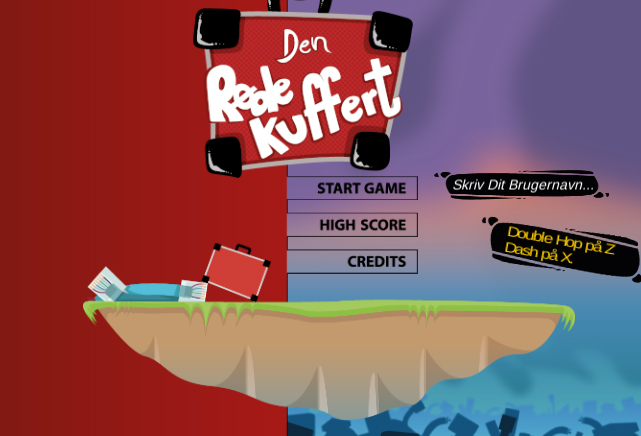 Den
Røde
Kuffert
START GAME
Skriv Dit Brugernavn...
HIGH SCORE
Double Hop på Z
Dash på X
CREDITS